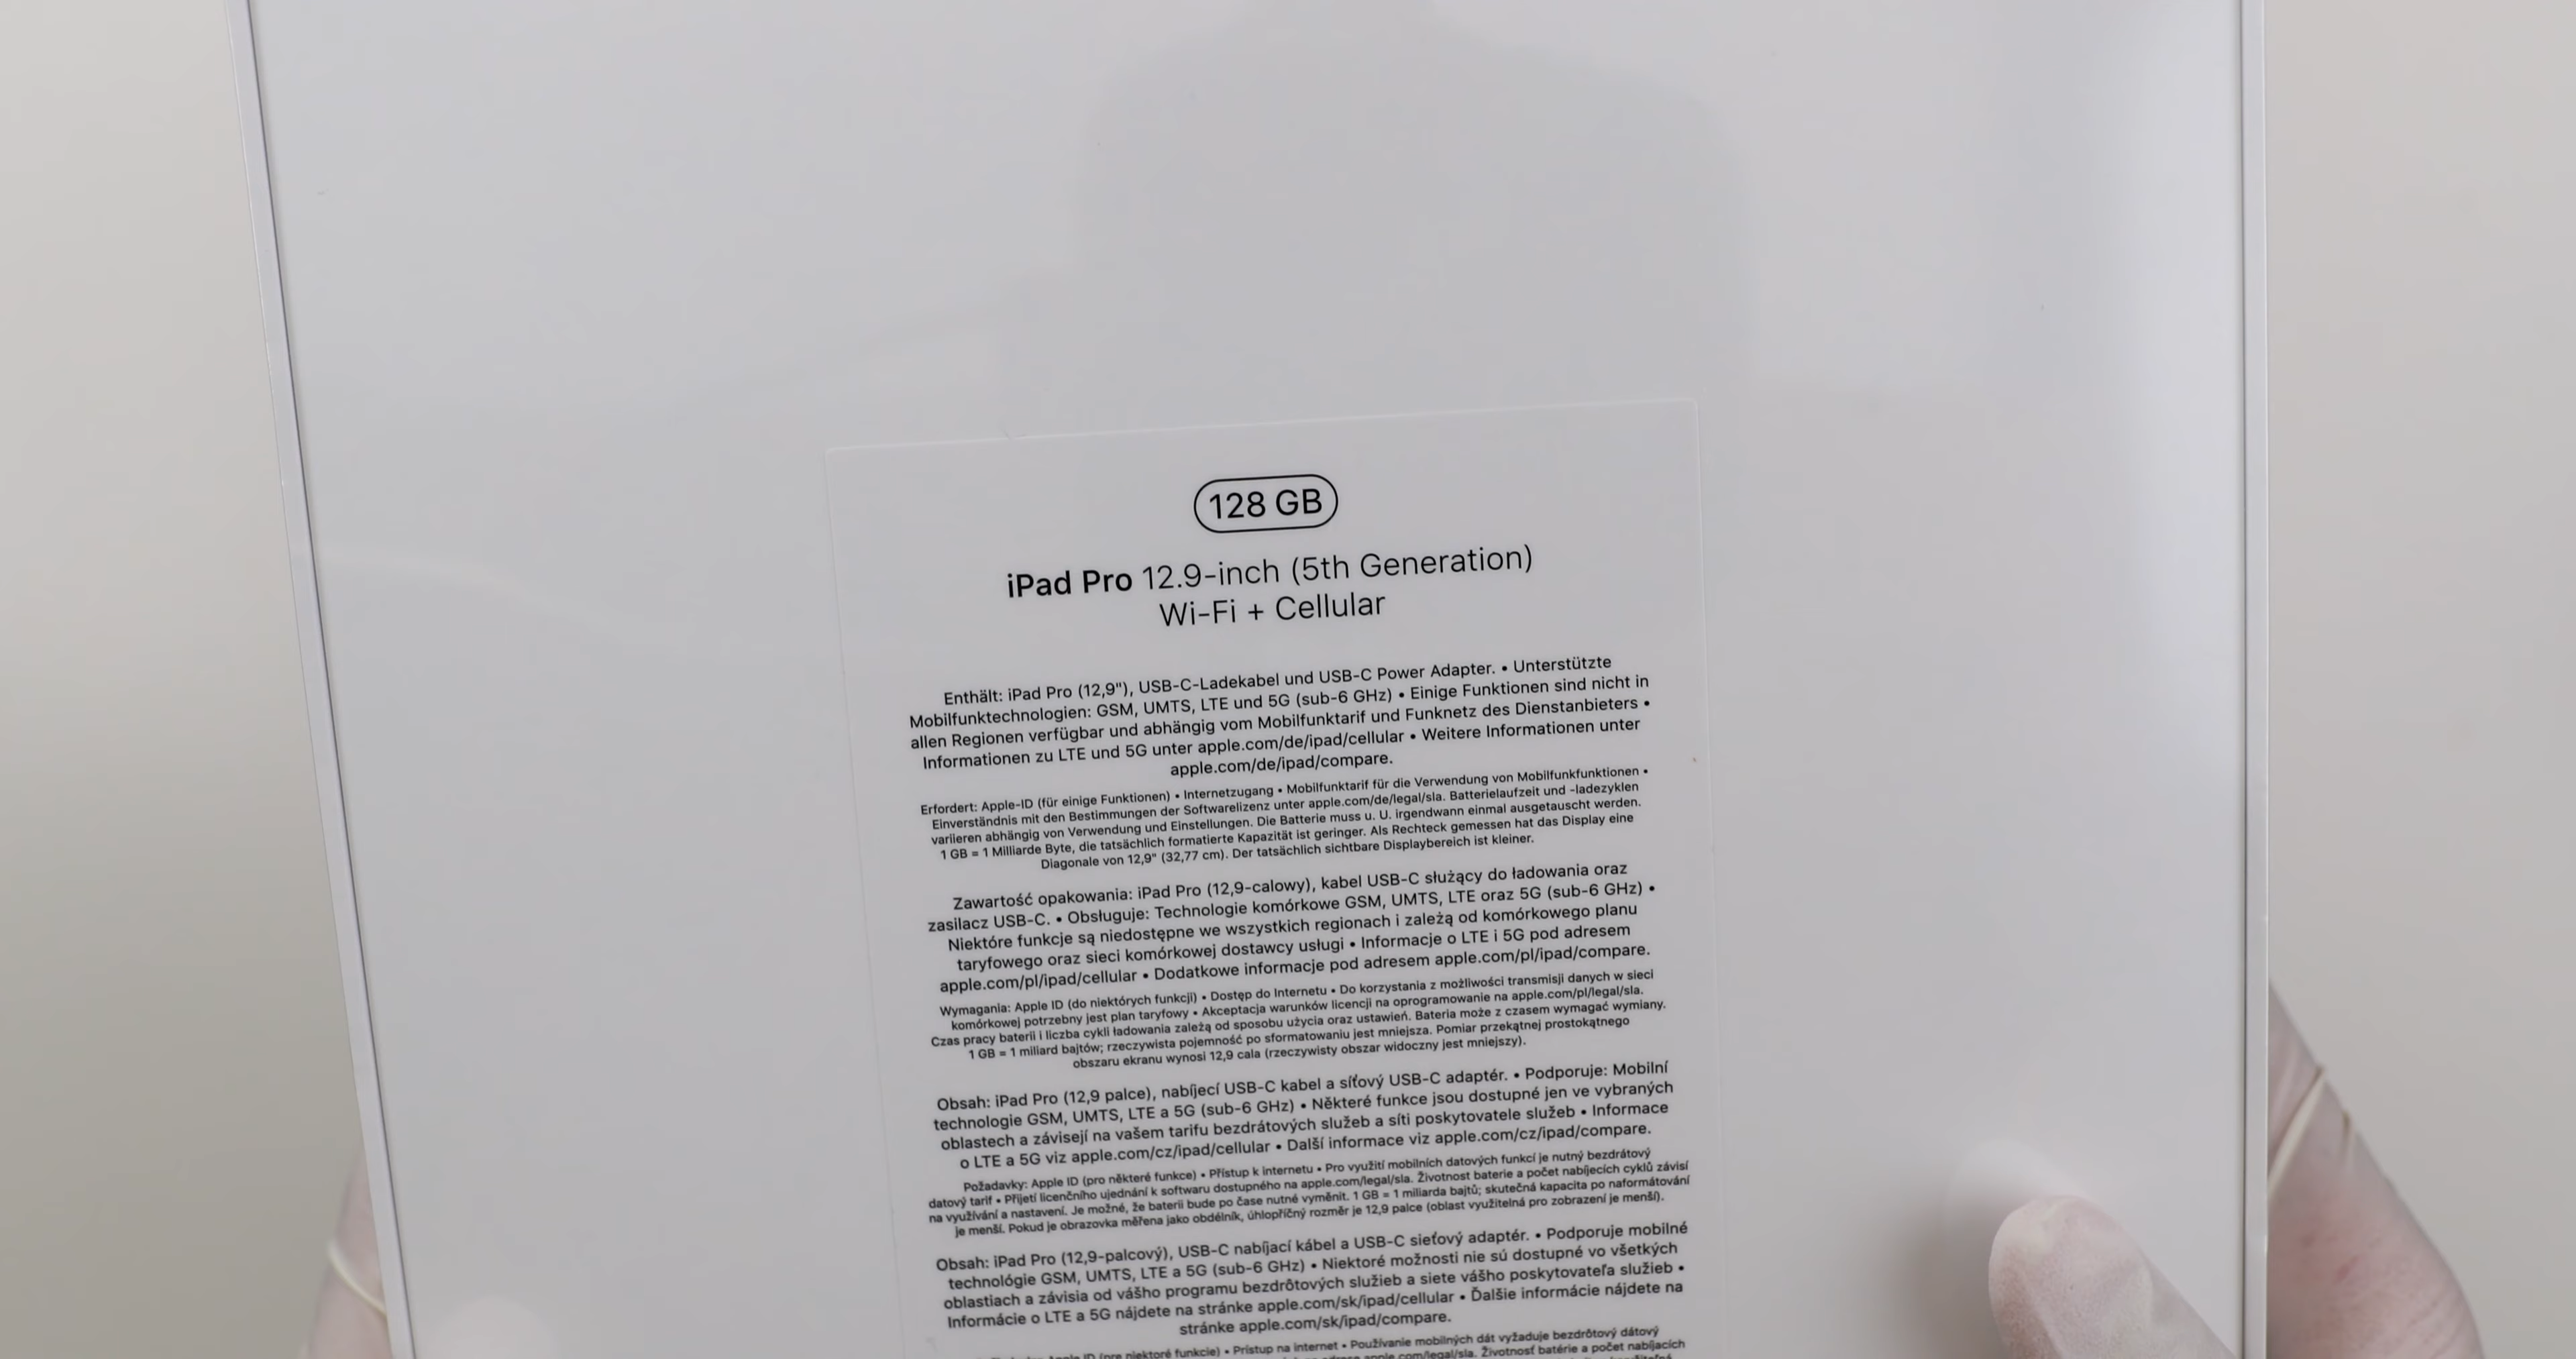 128 GB
iPad Pro 12.9-inch (5th Generation)
Wi-Fi + Cellular
Enthält: iPad Pro (12,9"), USB-C-Ladekabel und USB-C Power Adapter. • Unterstützte
Mobilfunktechnologien: GSM, UMTS, LTE und 5G (sub-6 GHz) • Einige Funktionen sind nicht in
allen Regionen verfügbar und abhängig vom Mobilfunktarif und Funknetz des Dienstanbieters •
Informationen zu LTE und 5G unter apple.com/de/ipad/cellular • Weitere Informationen unter
apple.com/de/ipad/compare.
Erfordert: Apple-ID (für einige Funktionen) • Internetzugang • Mobilfunktarif für die Verwendung von Mobilfunkfunktionen •
Einverständnis mit den Bestimmungen der Softwarelizenz unter apple.com/de/legal/sla. Batterielaufzeit und -ladezyklen
variieren abhängig von Verwendung und Einstellungen. Die Batterie muss u. U. irgendwann einmal ausgetauscht werden.
1 GB = 1 Milliarde Byte, die tatsächlich formatierte Kapazität ist geringer. Als Rechteck gemessen hat das Display eine
Diagonale von 12,9" (32,77 cm). Der tatsächlich sichtbare Displaybereich ist kleiner.
Zawartość opakowania: iPad Pro (12,9-calowy), kabel USB-C służący do ładowania oraz
zasilacz USB-C. • Obsługuje: Technologie komórkowe GSM, UMTS, LTE oraz 5G (sub-6 GHz) •
Niektóre funkcje są niedostępne we wszystkich regionach i zależą od komórkowego planu
taryfowego oraz sieci komórkowej dostawcy usługi • Informacje o LTE i 5G pod adresem
apple.com/pl/ipad/cellular • Dodatkowe informacje pod adresem apple.com/pl/ipad/compare.
Wymagania: Apple ID (do niektórych funkcji) • Dostęp do Internetu • Do korzystania z możliwości transmisji danych w sieci
komórkowej potrzebny jest plan taryfowy • Akceptacja warunków licencji na oprogramowanie na apple.com/pl/legal/sla.
Czas pracy baterii i liczba cykli ładowania zależą od sposobu użycia oraz ustawień. Bateria może z czasem wymagać wymiany.
1 GB = 1 miliard bajtów; rzeczywista pojemność po sformatowaniu jest mniejsza. Pomiar przekątnej prostokątnego
obszaru ekranu wynosi 12,9 cala (rzeczywisty obszar widoczny jest mniejszy).
Obsah: iPad Pro (12,9 palce), nabíjecí USB-C kabel a síťový USB-C adaptér. • Podporuje: Mobilní
technologie GSM, UMTS, LTE a 5G (sub-6 GHz) • Některé funkce jsou dostupné jen ve vybraných
oblastech a závisejí na vašem tarifu bezdrátových služeb a síti poskytovatele služeb • Informace
o LTE a 5G viz apple.com/cz/ipad/cellular • Další informace viz apple.com/cz/ipad/compare.
Požadavky: Apple ID (pro některé funkce) • Přístup k internetu • Pro využití mobilních datových funkcí je nutný bezdrátový
datový tarif • Přijetí licenčního ujednání k softwaru dostupného na apple.com/legal/sla. Životnost baterie a počet nabíjecích cyklů závisí
na využívání a nastavení. Je možné, že baterii bude po čase nutné vyměnit. 1 GB = 1 miliarda bajtů; skutečná kapacita po naformátování
je menší. Pokud je obrazovka měřena jako obdélník, úhlopříčný rozměr je 12,9 palce (oblast využitelná pro zobrazení je menší).
Obsah: iPad Pro (12,9-palcový), USB-C nabíjací kábel a USB-C sieťový adaptér. • Podporuje mobilné
technológie GSM, UMTS, LTE a 5G (sub-6 GHz) • Niektoré možnosti nie sú dostupné vo všetkých
oblastiach a závisia od vášho programu bezdrôtových služieb a siete vášho poskytovateľa služieb •
Informácie o LTE a 5G nájdete na stránke apple.com/sk/ipad/cellular • Ďalšie informácie nájdete na
stránke apple.com/sk/ipad/compare.
Apple ID (pre niektoré funkcie) • Prístup na internet • Používanie mobilných dát vyžaduje bezdrôtový dátový
apple.com/legal/sla. Životnosť batérie a počet nabíjacích